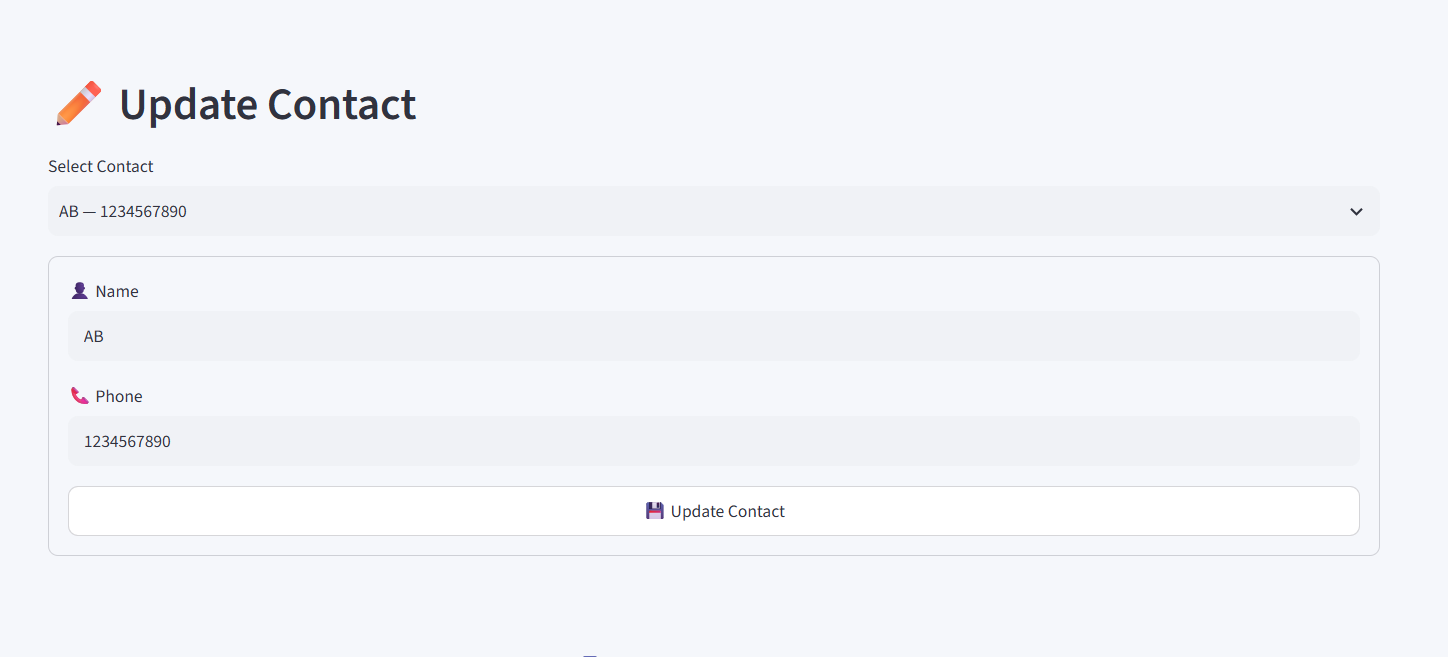 Update Contact
Select Contact
AB — 1234567890
Name
AB
Phone
1234567890
Update Contact